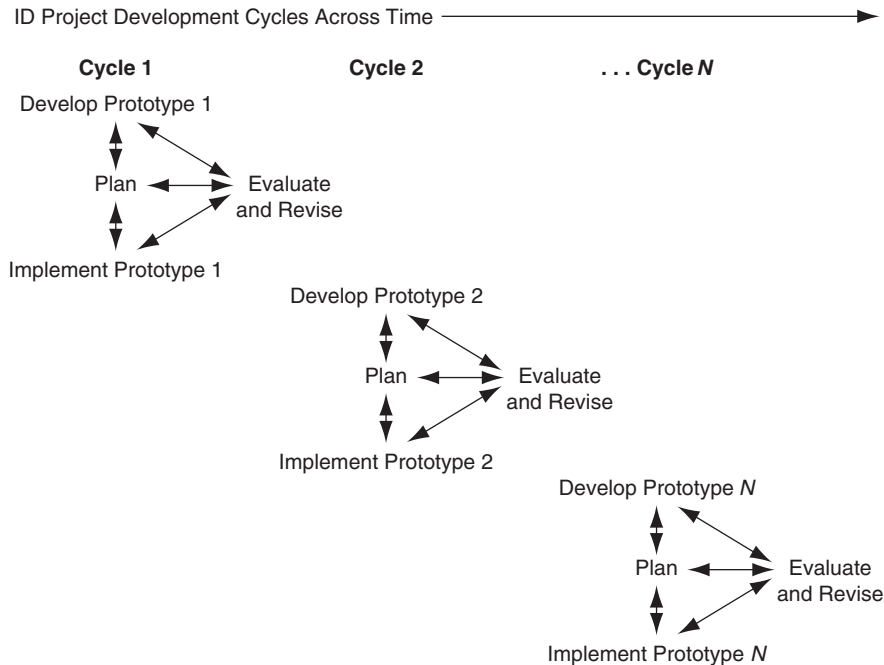 ID Project Development Cycles Across Time
Cycle 1
Cycle 2
. . . Cycle N
Develop Prototype 1
Plan
Evaluate
and Revise
Implement Prototype 1
Develop Prototype 2
Plan
Evaluate
and Revise
Implement Prototype 2
Develop Prototype N
Plan
Evaluate
and Revise
Implement Prototype N